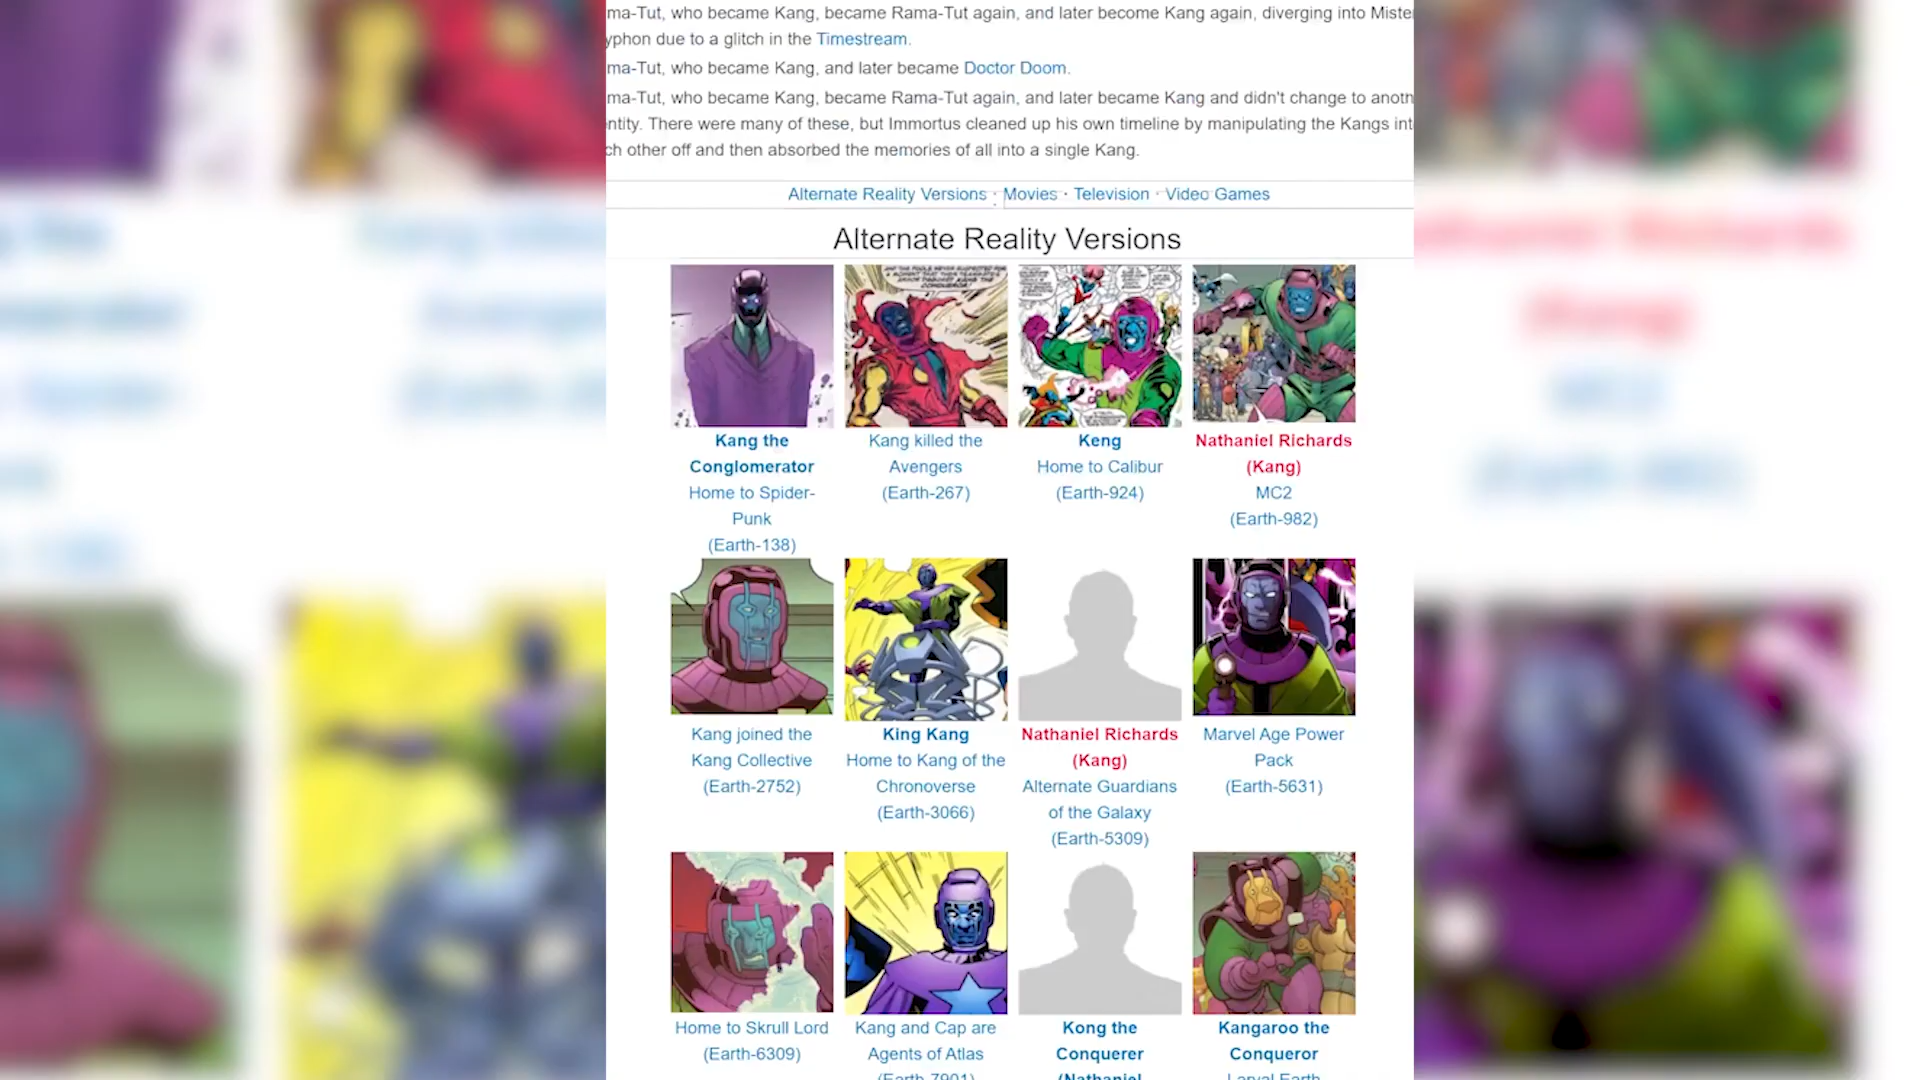 ma-Tut, who became Kang, became Rama-Tut again, and later become Kang again, diverging into Mister
yphon due to a glitch in the Timestream.
ma-Tut, who became Kang, and later became Doctor Doom.
ma-Tut, who became Kang, became Rama-Tut again, and later became Kang and didn't change to anoth
ntity. There were many of these, but Immortus cleaned up his own timeline by manipulating the Kangs int
ch other off and then absorbed the memories of all into a single Kang.
Alternate Reality Versions · Movies · Television · Video Games
Alternate Reality Versions
Kang the
Conglomerator
Home to Spider-
Punk
(Earth-138)
Kang killed the
Avengers
(Earth-267)
Keng
Home to Calibur
(Earth-924)
Nathaniel Richards
(Kang)
MC2
(Earth-982)
Kang joined the
Kang Collective
(Earth-2752)
King Kang
Home to Kang of the
Chronoverse
(Earth-3066)
Nathaniel Richards
(Kang)
Alternate Guardians
of the Galaxy
(Earth-5309)
Marvel Age Power
Pack
(Earth-5631)
Home to Skrull Lord
(Earth-6309)
Kang and Cap are
Agents of Atlas
(Earth-7901)
Kong the
Conquerer
(Nathaniel
Kangaroo the
Conqueror
Larval Earth